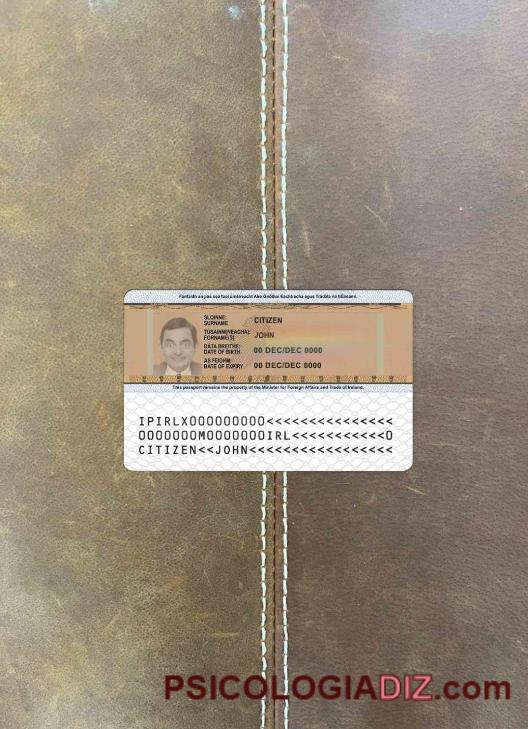 Fanfaidh an pas seo faoi úinéireacht Aire Gnóthaí Eachtracha agus Trádála na hÉireann.
SLOINNE: CITIZEN
SURNAME
TÚSAINM(NEACHA): JOHN
FORNAME(S)
DÁTA BREITHE: 00 DEC/DEC 0000
DATE OF BIRTH
AS FEIDHM: 00 DEC/DEC 0000
DATE OF EXPIRY
This passport remains the property of the Minister for Foreign Affairs and Trade of Ireland.
IPIRLX000000000<<<<<<<<<<<<<<<
0000000M0000000IRL<<<<<<<<<<<0
CITIZEN<<JOHN<<<<<<<<<<<<<<<<<
PSICOLOGIADIZ.com